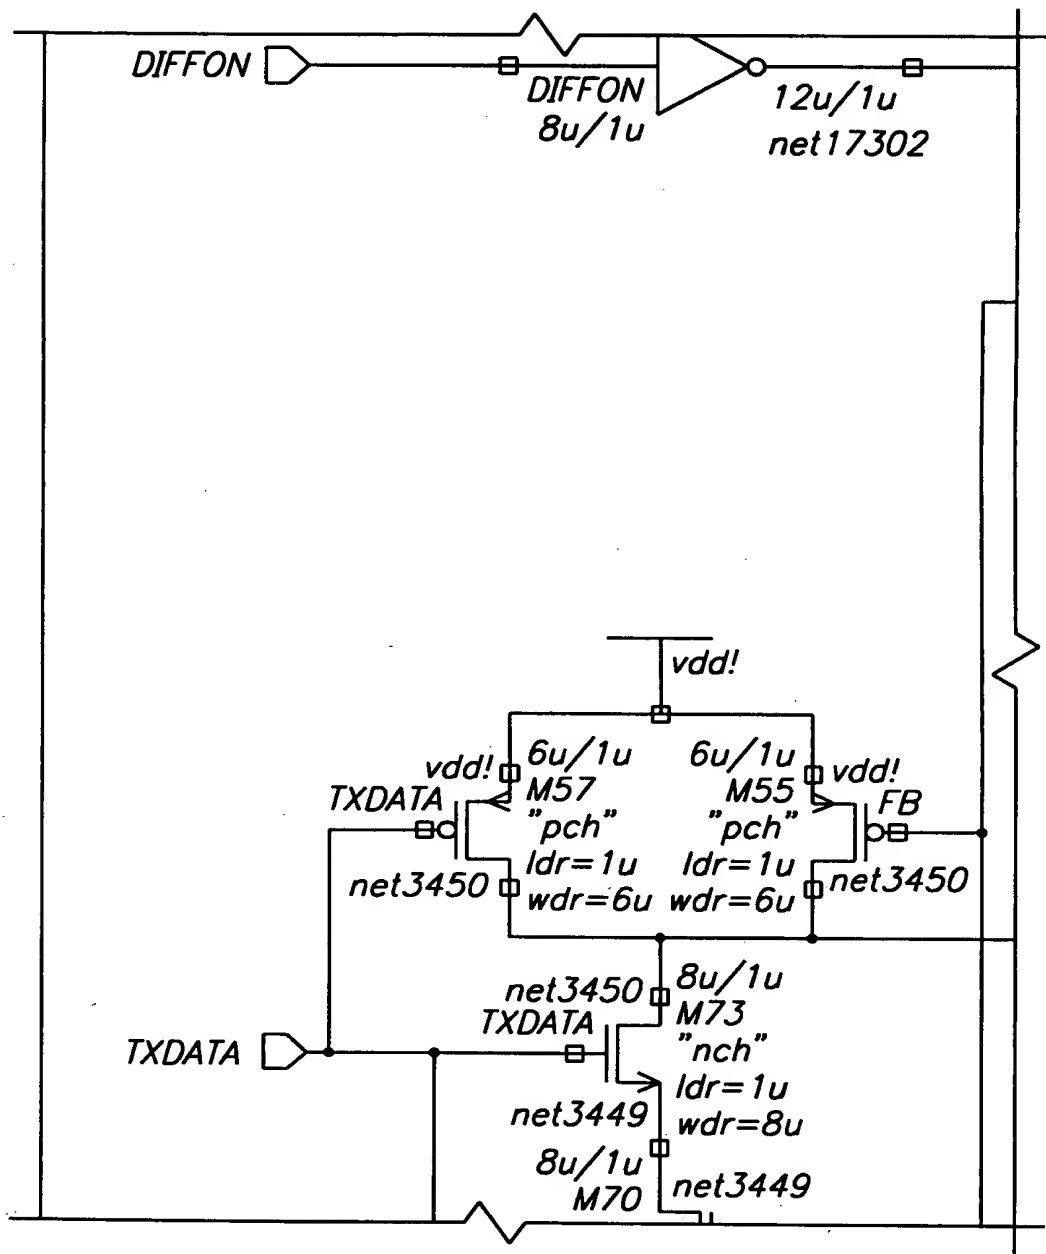 DIFFON
DIFFON
8u/1u
12u/1u
net17302
vdd!
vdd!
6u/1u
6u/1u
vdd!
TXDATA
M57
M55
FB
"pch"
"pch"
ldr=1u
ldr=1u
net3450
wdr=6u
wdr=6u
net3450
net3450
8u/1u
TXDATA
M73
TXDATA
"nch"
ldr=1u
net3449
wdr=8u
8u/1u
M70
net3449